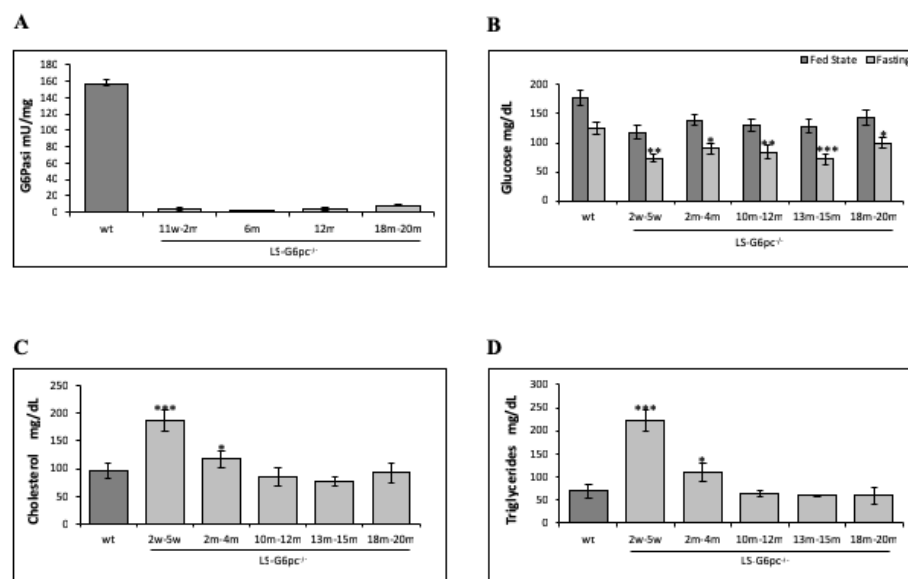 A
G6Pasi mU/mg
180
160
140
120
100
80
60
40
20
0
wt 11w-2m 6m 12m 18m-20m
LS-G6pc-/-
B
Fed State Fasting
Glucose mg/dL
200
150
100
50
0
** * ** *** *
wt 2w-5w 2m-4m 10m-12m 13m-15m 18m-20m
LS-G6pc-/-
C
Cholesterol mg/dL
250
200
150
100
50
0
*** *
wt 2w-5w 2m-4m 10m-12m 13m-15m 18m-20m
LS-G6pc-/-
D
Triglycerides mg/dL
300
250
200
150
100
50
0
*** *
wt 2w-5w 2m-4m 10m-12m 13m-15m 18m-20m
LS-G6pc-/-